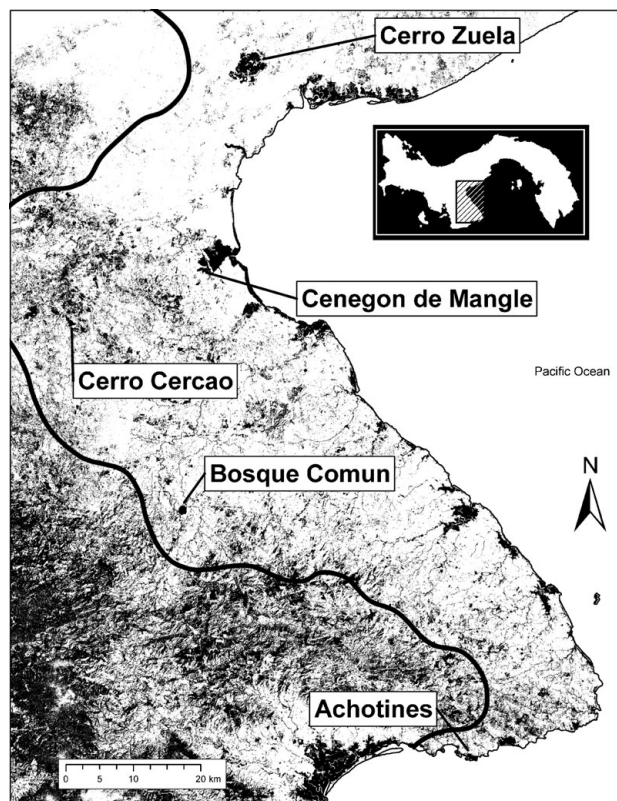 Cerro Zuela
Cenegon de Mangle
Cerro Cercao
Pacific Ocean
Bosque Comun
N
Achotines
0 5 10 20 km